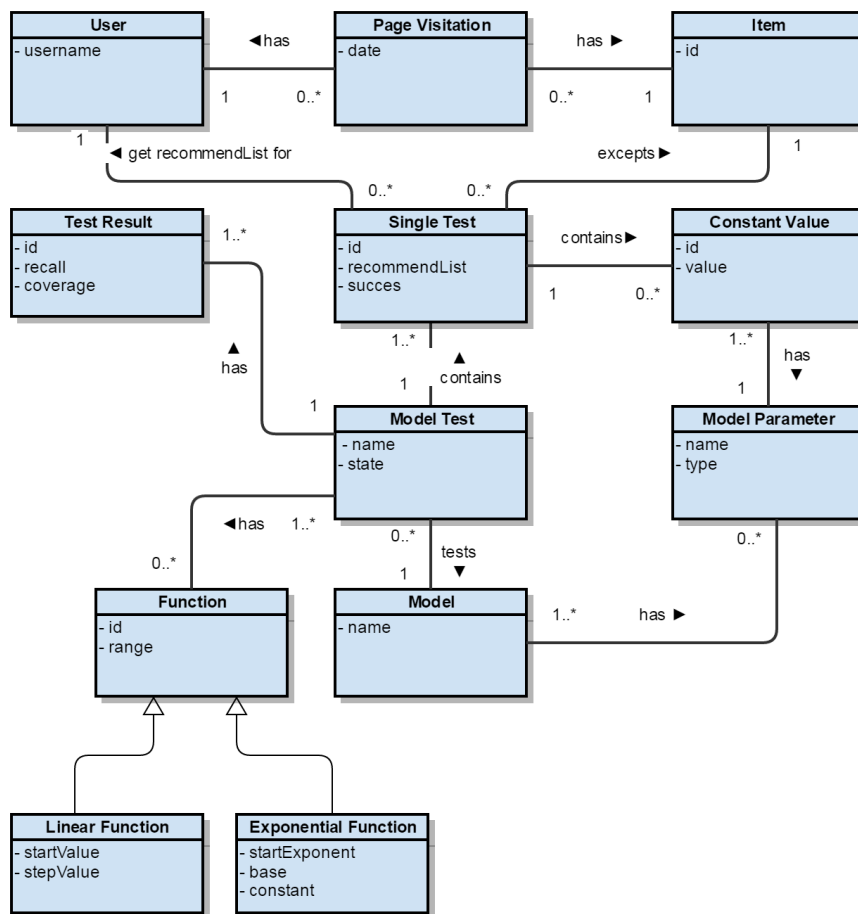 User
- username
◄has
1
0..*
Page Visitation
- date
has ►
0..*
1
Item
- id
1
◄ get recommendList for
0..*
excepts►
0..*
1
Test Result
- id
- recall
- coverage
1..*
Single Test
- id
- recommendList
- succes
contains►
1
0..*
Constant Value
- id
- value
▲
has
1
1..*
▲
contains
1
1..*
has
▼
1
Model Test
- name
- state
Model Parameter
- name
- type
◄has
1..*
0..*
0..*
tests
▼
1
0..*
Function
- id
- range
Model
- name
1..*
has ►
Linear Function
- startValue
- stepValue
Exponential Function
- startExponent
- base
- constant